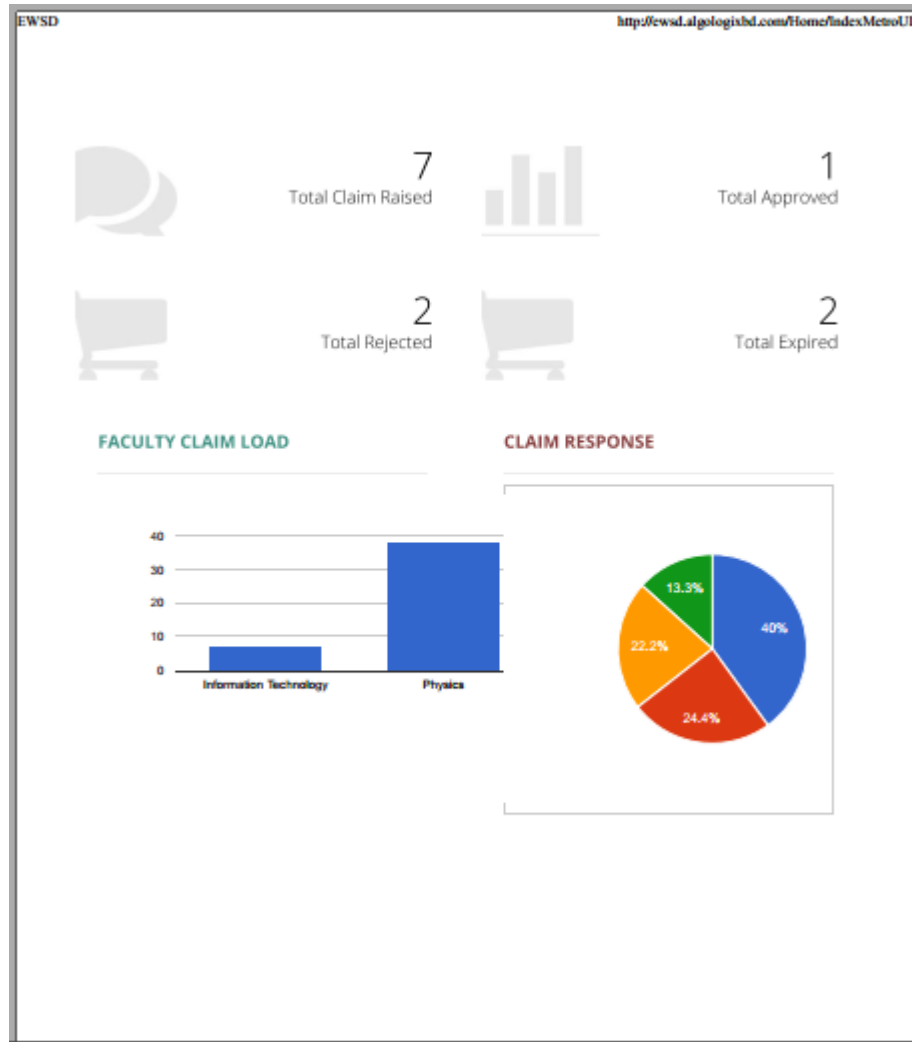 EWSD http://ewsd.algologixbd.com/Home/IndexMetroUI
7
Total Claim Raised
1
Total Approved
2
Total Rejected
2
Total Expired
FACULTY CLAIM LOAD
40
30
20
10
0
Information Technology Physics
CLAIM RESPONSE
13.3%
40%
22.2%
24.4%